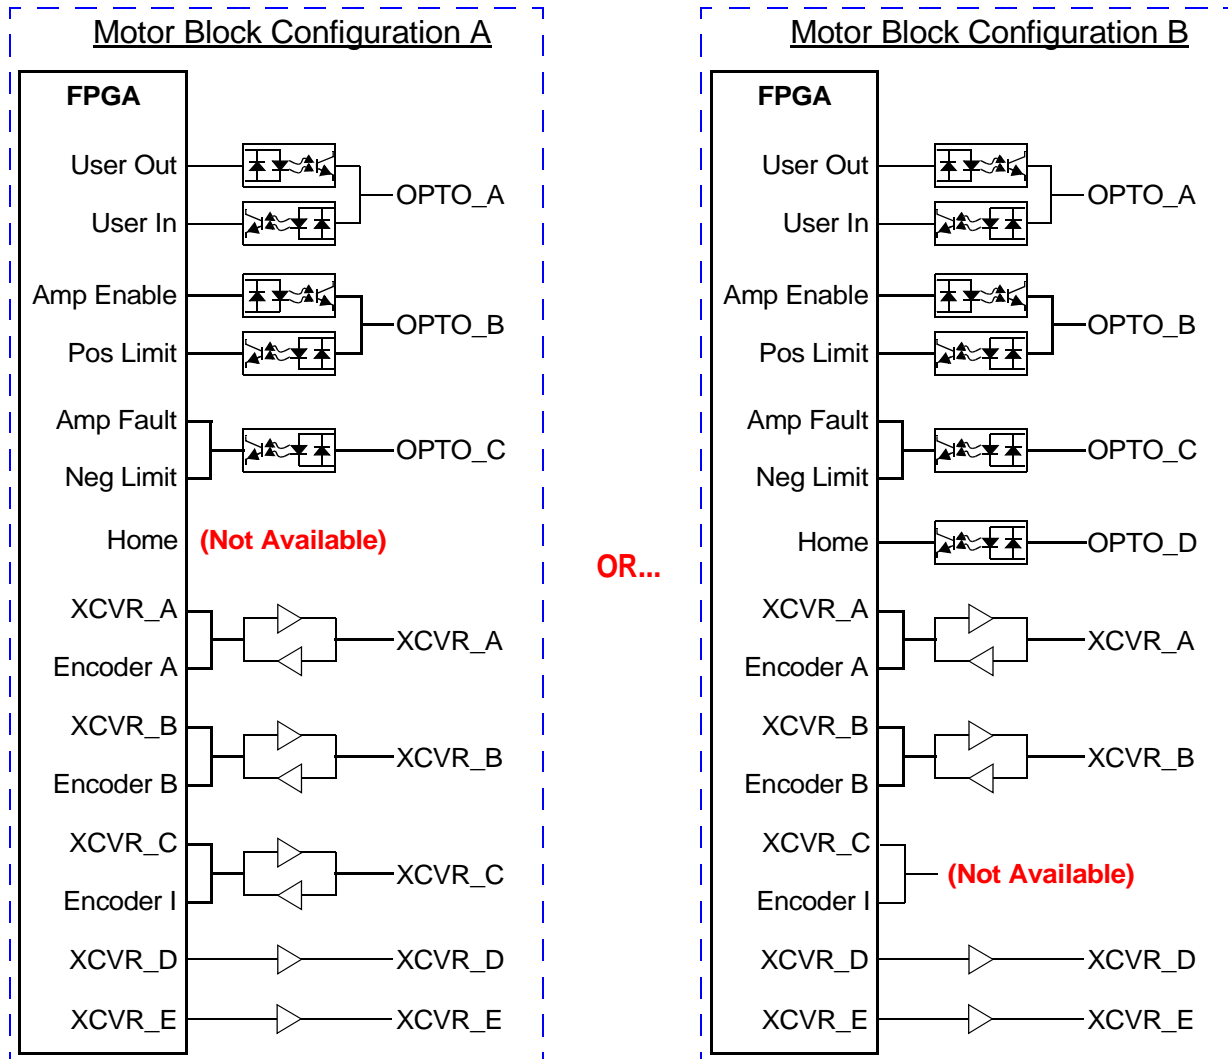 Motor Block Configuration A
FPGA
User Out
User In
OPTO_A
Amp Enable
Pos Limit
OPTO_B
Amp Fault
Neg Limit
OPTO_C
Home
(Not Available)
XCVR_A
Encoder A
XCVR_A
XCVR_B
Encoder B
XCVR_B
XCVR_C
Encoder I
XCVR_C
XCVR_D
XCVR_D
XCVR_E
XCVR_E
OR...
Motor Block Configuration B
FPGA
User Out
User In
OPTO_A
Amp Enable
Pos Limit
OPTO_B
Amp Fault
Neg Limit
OPTO_C
Home
OPTO_D
XCVR_A
Encoder A
XCVR_A
XCVR_B
Encoder B
XCVR_B
XCVR_C
Encoder I
(Not Available)
XCVR_D
XCVR_D
XCVR_E
XCVR_E